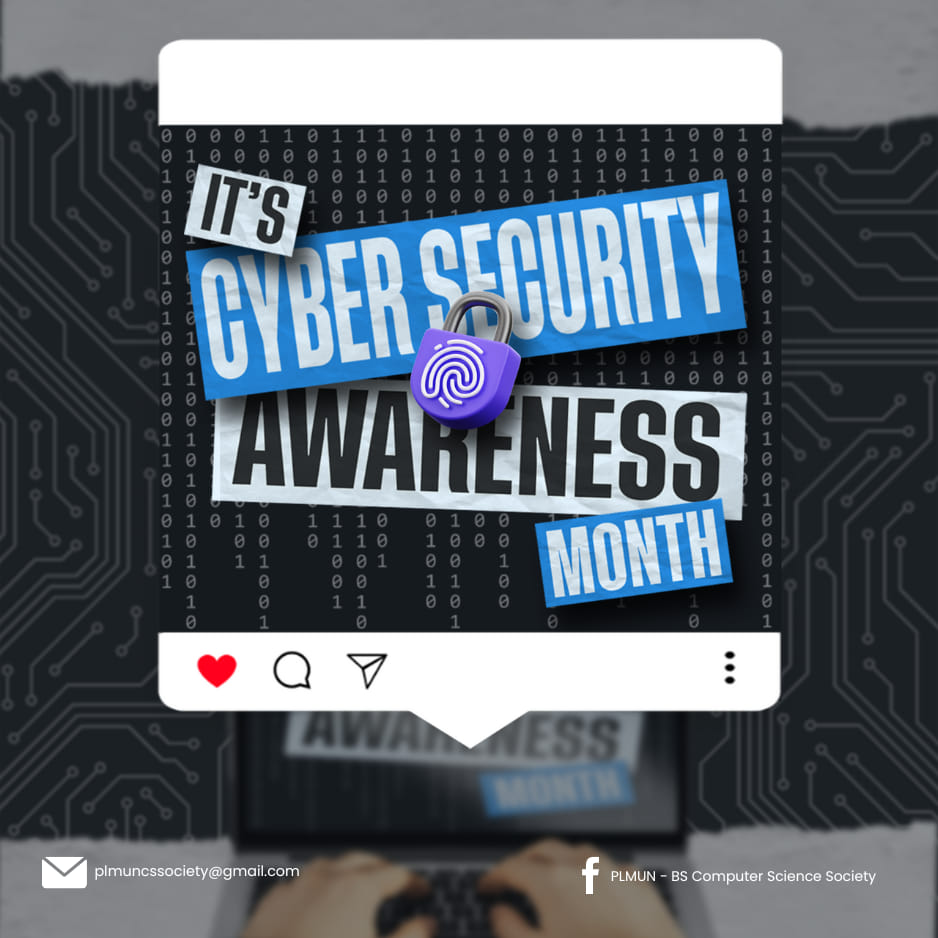 IT'S
CYBER SECURITY
AWARENESS
MONTH
AWARENESS
MONTH
plmuncssociety@gmail.com
PLMUN - BS Computer Science Society